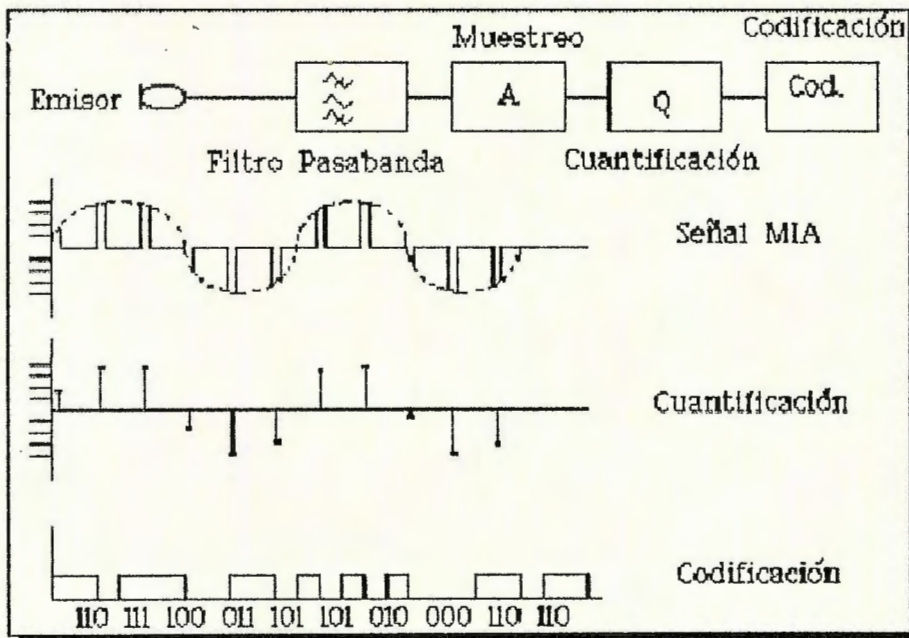 Muestreo
Codificación
Emisor
A
Q
Cod.
Filtro Pasabanda
Cuantificación
Señal MIA
Cuantificación
Codificación
110 111 100 011 101 101 010 000 110 110